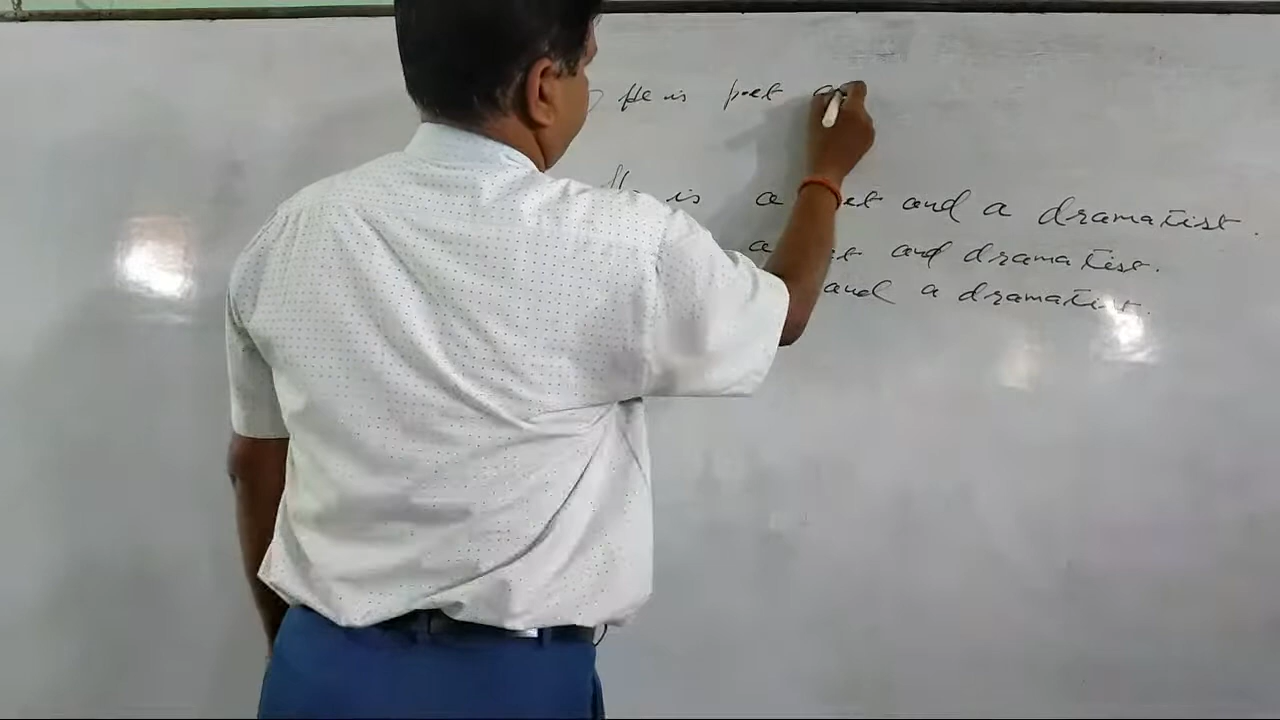 He is poet
is a and a dramatist.
a and dramatist.
and a dramatist.